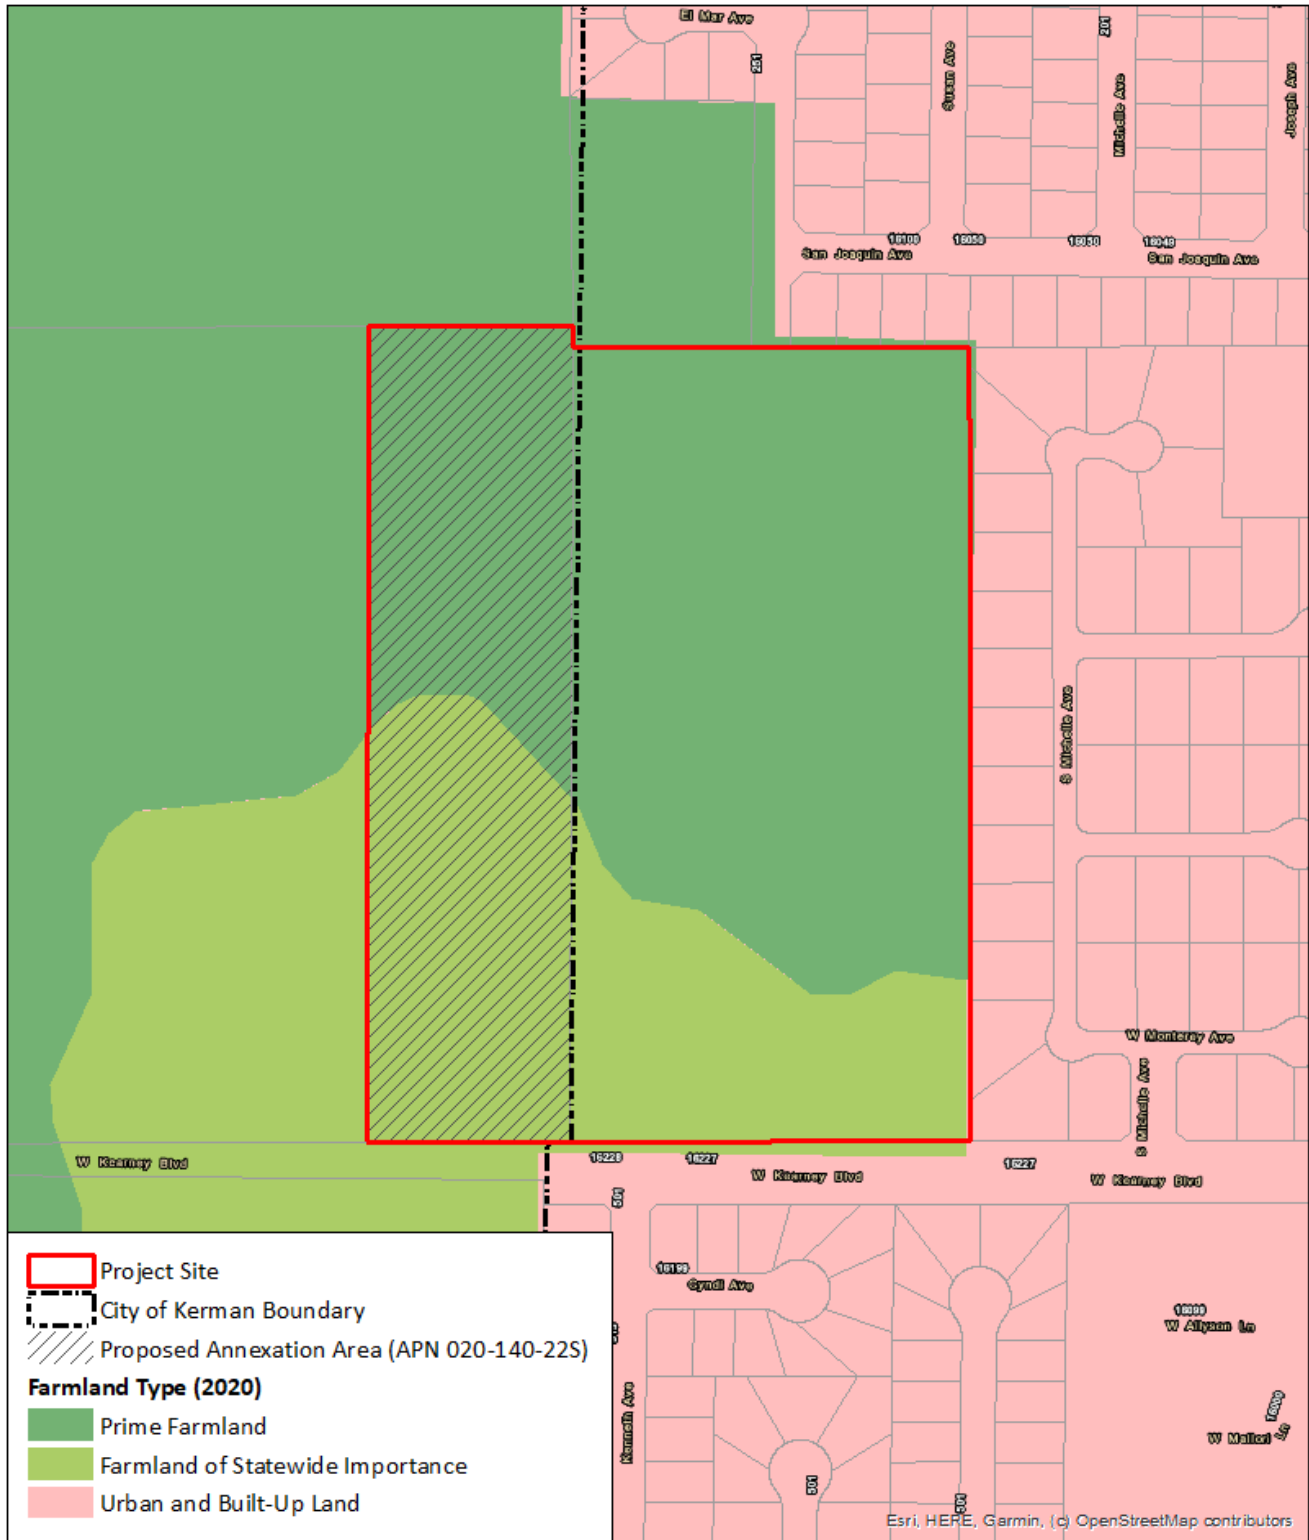 El Mar Ave
251
Susan Ave
201
Michelle Ave
Joseph Ave
16100
16050
16030
16049
San Joaquin Ave
San Joaquin Ave
S Michelle Ave
W Monterey Ave
S Michelle Ave
W Kearney Blvd
16228
16227
16227
W Kearney Blvd
W Kearney Blvd
501
16199
Cyndi Ave
16090
W Allyson Ln
Kenneth Ave
W Mallori Ln
501
501
Project Site
City of Kerman Boundary
Proposed Annexation Area (APN 020-140-22S)
Farmland Type (2020)
Prime Farmland
Farmland of Statewide Importance
Urban and Built-Up Land
Esri, HERE, Garmin, (c) OpenStreetMap contributors